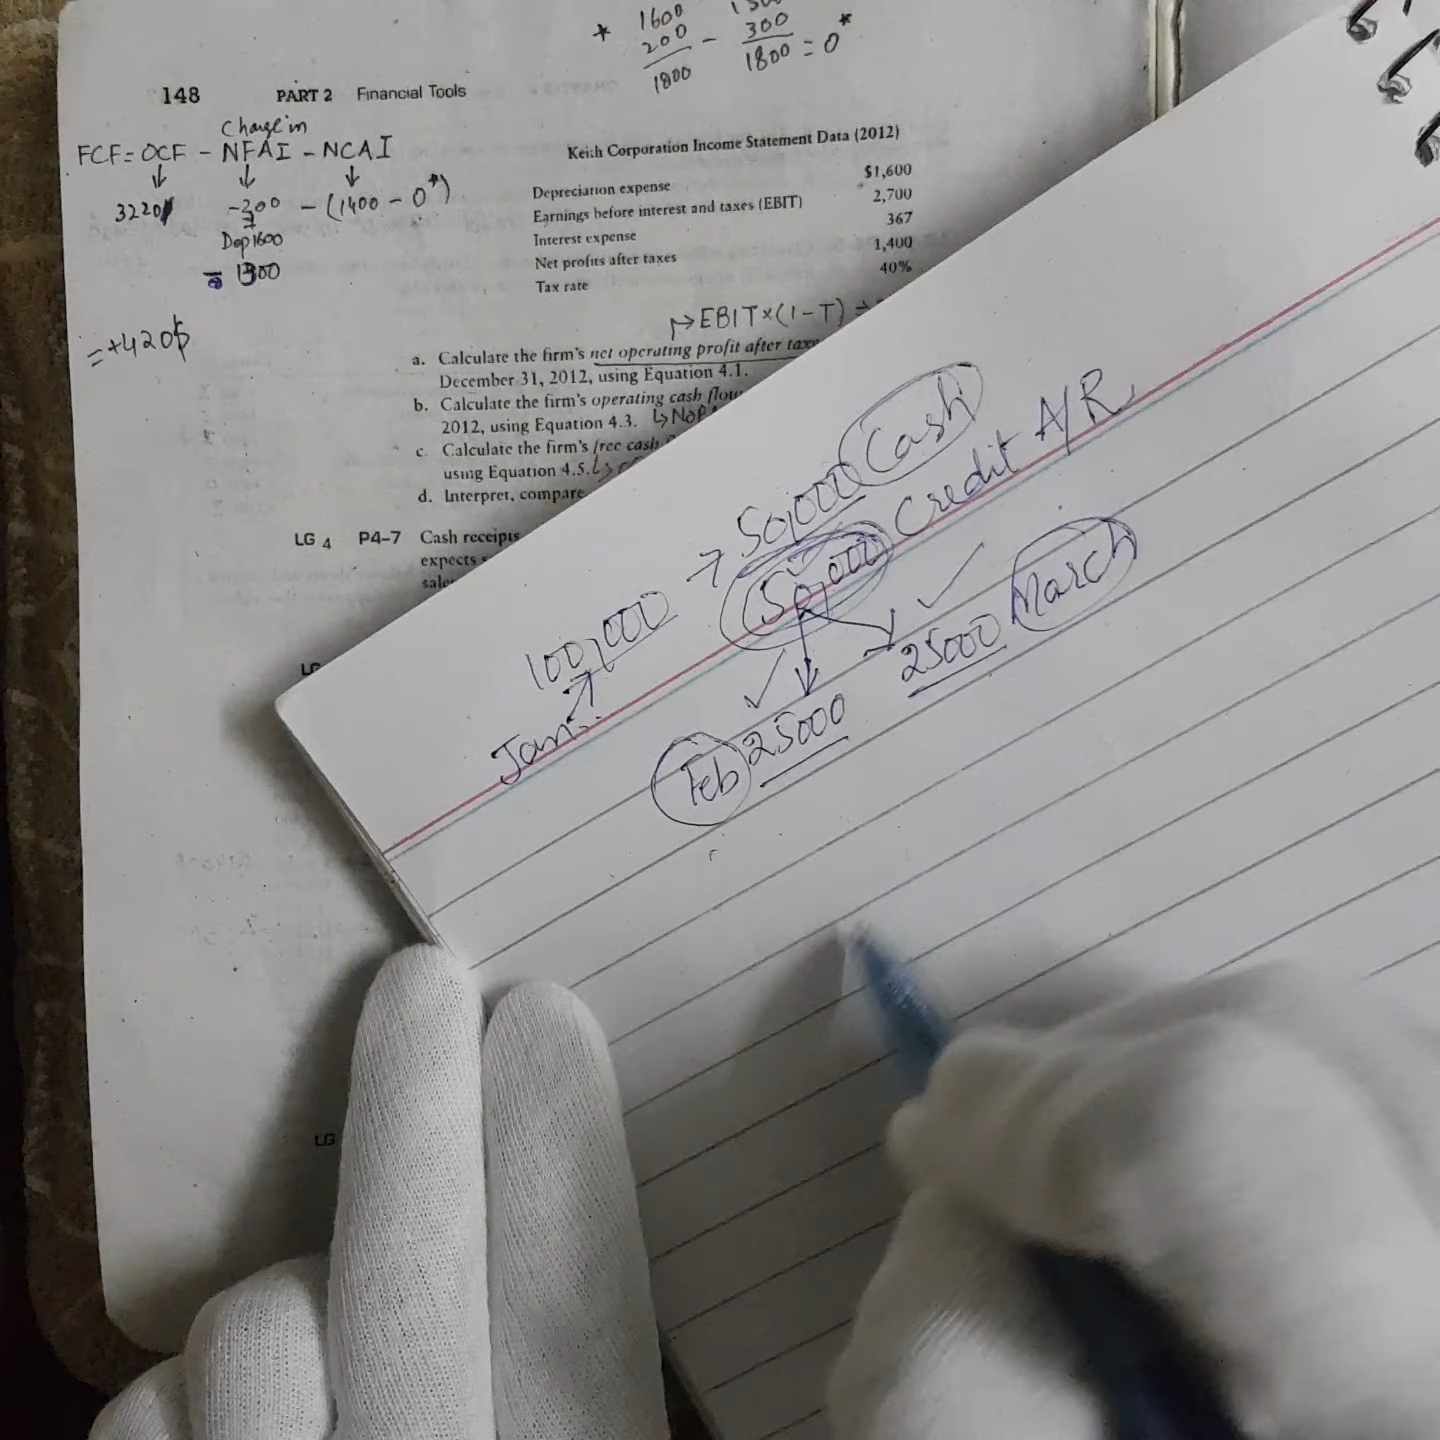 * 1600
200 - 300
1800 1800 = 0*
148 PART 2 Financial Tools
Change in
FCF = OCF - NFAI - NCAI
3220 -300 - (1400 - 0*)
Dep 1600
= 1300
= +420$
Keith Corporation Income Statement Data (2012)
Depreciation expense $1,600
Earnings before interest and taxes (EBIT) 2,700
Interest expense 367
Net profits after taxes 1,400
Tax rate 40%
→ EBIT × (1-T) =
a. Calculate the firm's net operating profit after
December 31, 2012, using Equation 4.1.
b. Calculate the firm's operating cash flow
2012, using Equation 4.3.
c. Calculate the firm's free cash
using Equation 4.5.
d. Interpret, compare
LG 4 P4-7 Cash receipts
expects
LG
LG
Jan: 100,000 → 50,000 Cash
50,000 Credit A/R
Feb 25000 25000 March